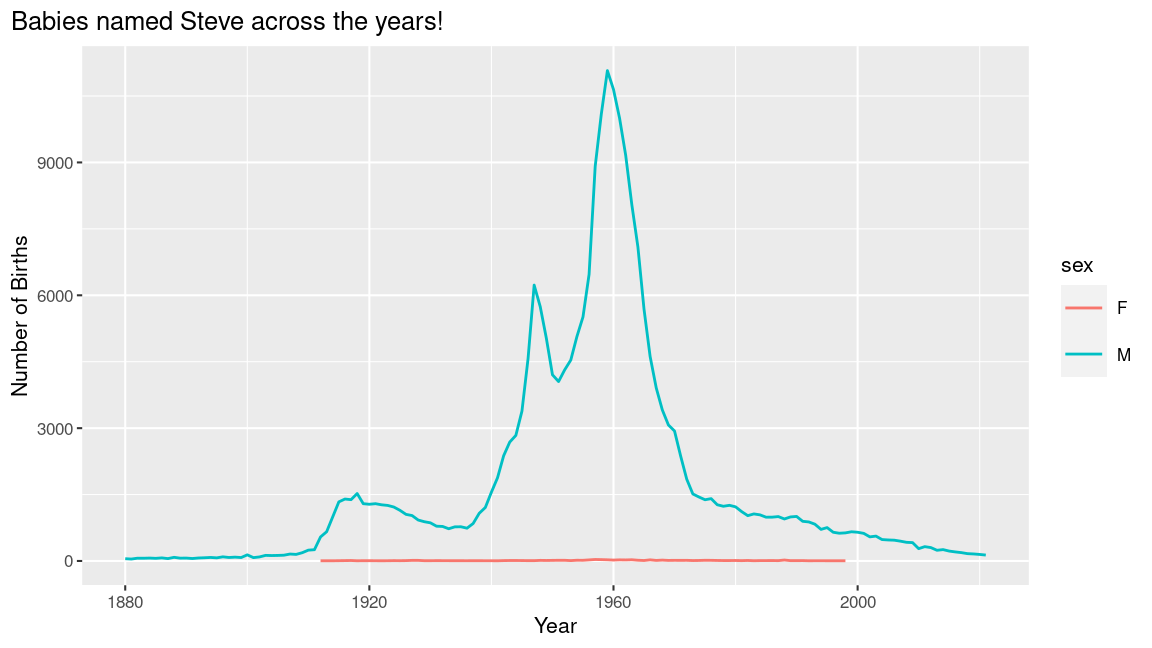 Babies named Steve across the years!
Number of Births
9000
6000
3000
0
1880
1920
1960
2000
Year
sex
F
M